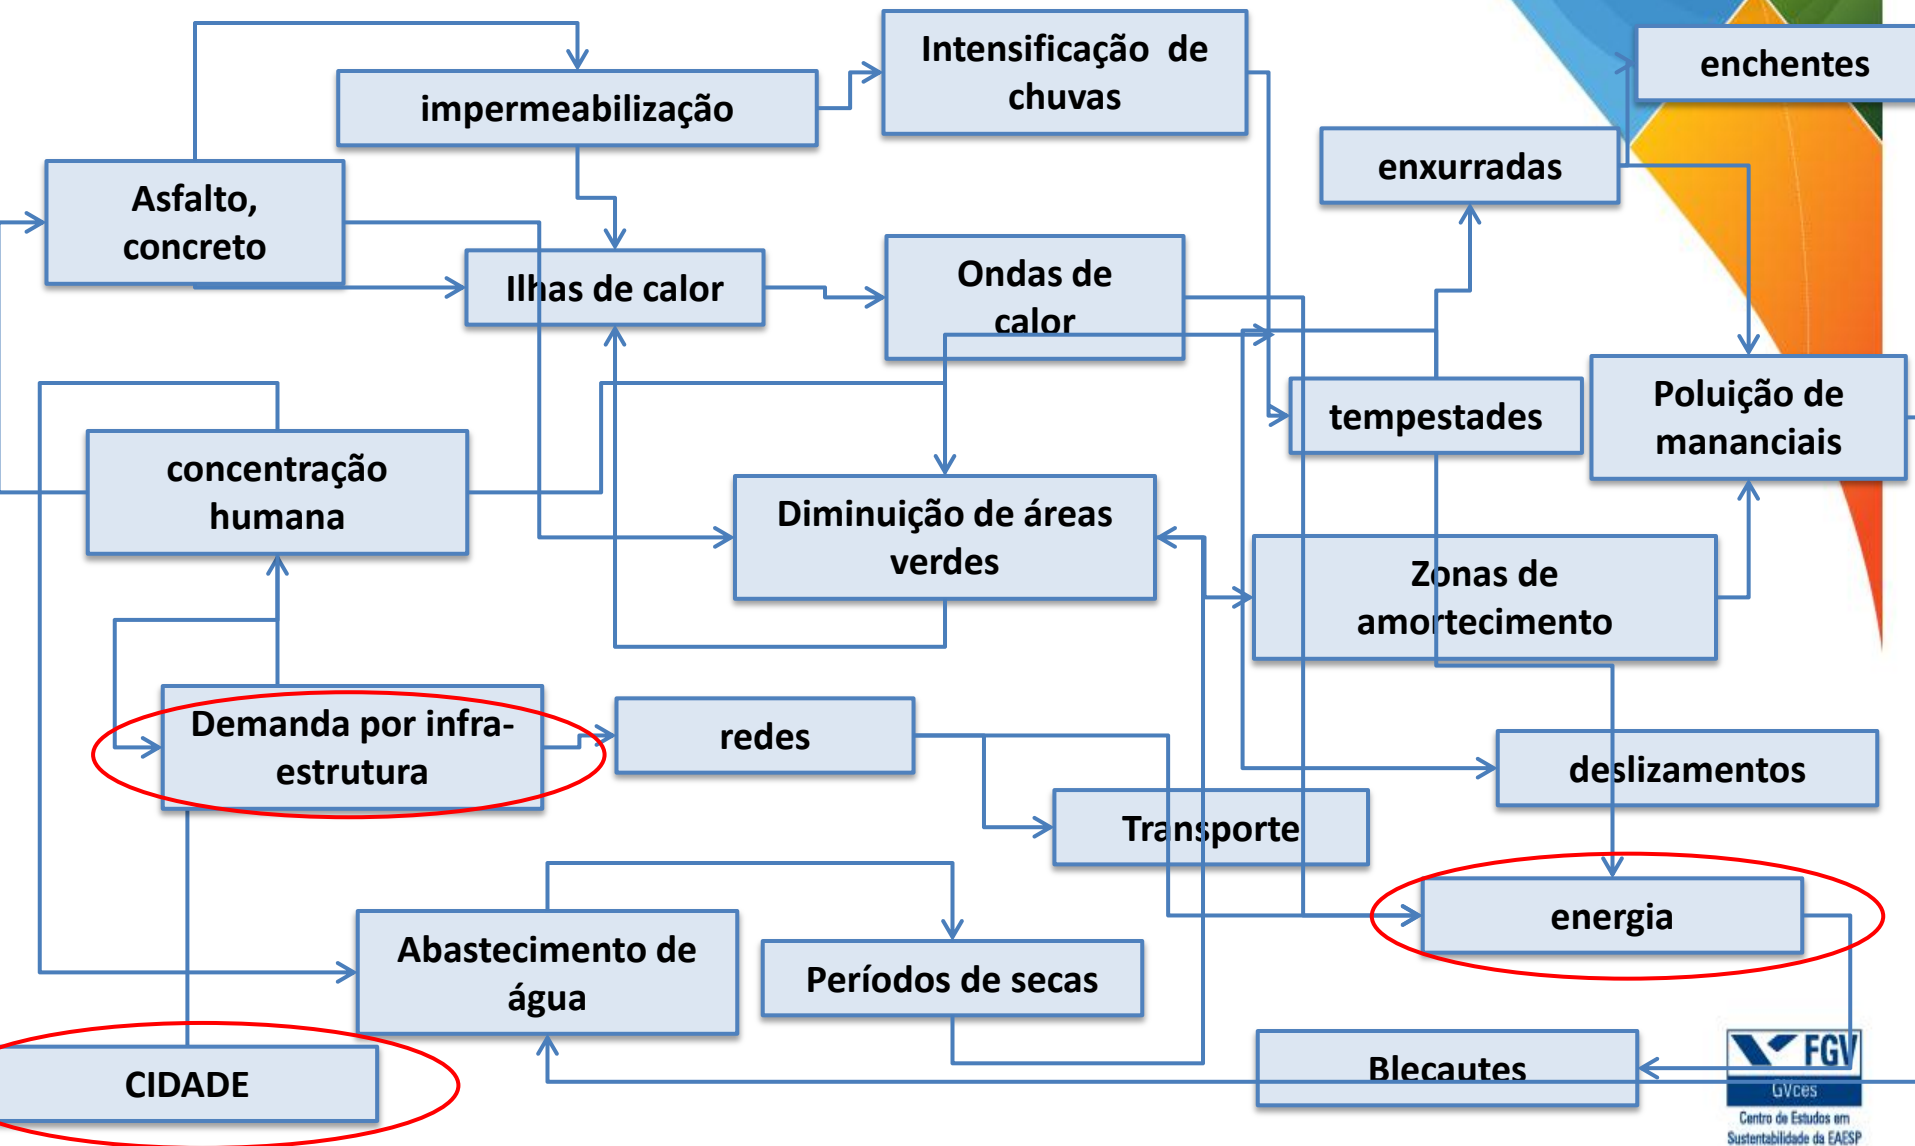 Intensificação de
chuvas
enchentes
impermeabilização
enxurradas
Asfalto,
concreto
Ilhas de calor
Ondas de
calor
tempestades
Poluição de
mananciais
concentração
humana
Diminuição de áreas
verdes
Zonas de
amortecimento
Demanda por infra-
estrutura
redes
deslizamentos
Transporte
energia
Abastecimento de
água
Períodos de secas
CIDADE
Blecautes
FGV
GVces
Centro de Estudos em
Sustentabilidade da EAESP